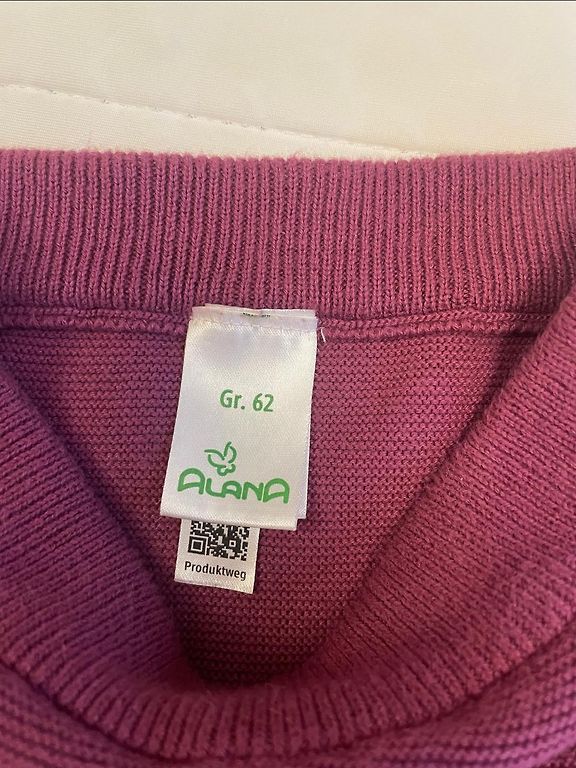 Gr. 62
ALANA
Produktweg